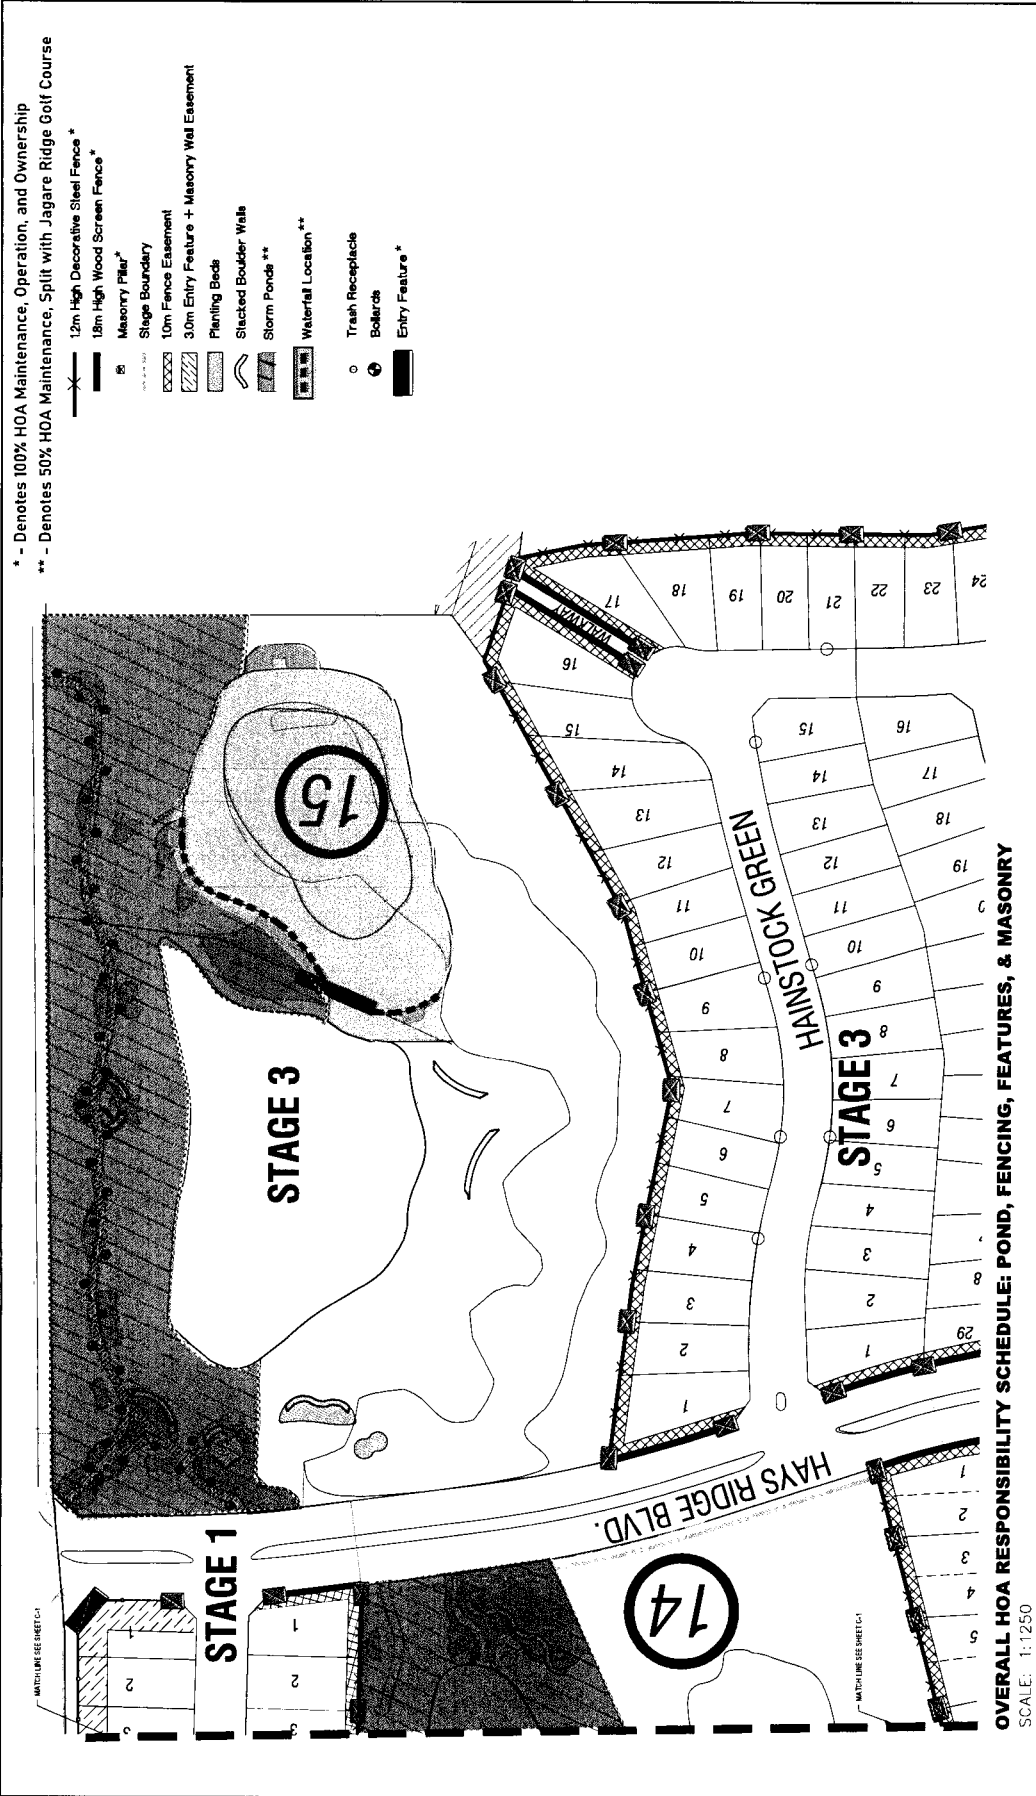 * - Denotes 100% HOA Maintenance, Operation, and Ownership
** - Denotes 50% HOA Maintenance, Split with Jagare Ridge Golf Course
1.2m High Decorative Steel Fence *
1.8m High Wood Screen Fence *
Masonry Pillar *
Stage Boundary
1.0m Fence Easement
3.0m Entry Feature + Masonry Wall Easement
Planting Beds
Stacked Boulder Walls
Storm Ponds **
Waterfall Location **
Trash Receptacle
Bollards
Entry Feature *
MATCH LINE SEE SHEET C-1
STAGE 1
1
2
3
1
2
3
STAGE 3
15
14
HAYS RIDGE BLVD.
WALKWAY
HAINSTOCK GREEN
STAGE 3
1
2
3
4
5
6
7
8
9
10
11
12
13
14
15
16
17
18
19
20
21
22
23
24
1
2
3
4
5
6
7
8
9
10
11
12
13
14
15
16
17
18
19
8
29
1
2
3
4
5
MATCH LINE SEE SHEET C-1
OVERALL HOA RESPONSIBILITY SCHEDULE: POND, FENCING, FEATURES, & MASONRY
SCALE: 1:1250